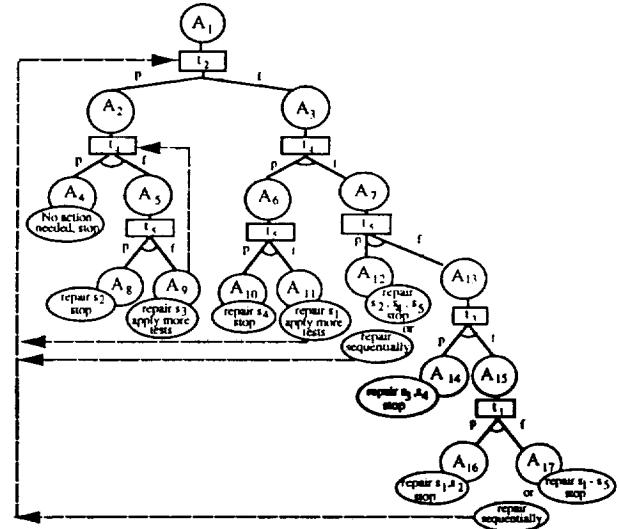 A1
t2
p f
A2 A3
t4 t4
p f p f
A4 A5 A6 A7
No action
needed, stop
t5 t5 t5
p f p f p f
A8 A9 A10 A11 A12 A13
repair s2
stop
repair s3
apply more
tests
repair s4
stop
repair s1
apply more
tests
repair
s2, s4, s5
stop
or
repair
sequentially
p f
A14 A15
repair s3,s4
stop
t1
p f
A16 A17
repair s1,s2
stop
or
repair s1 - s5
stop
repair
sequentially